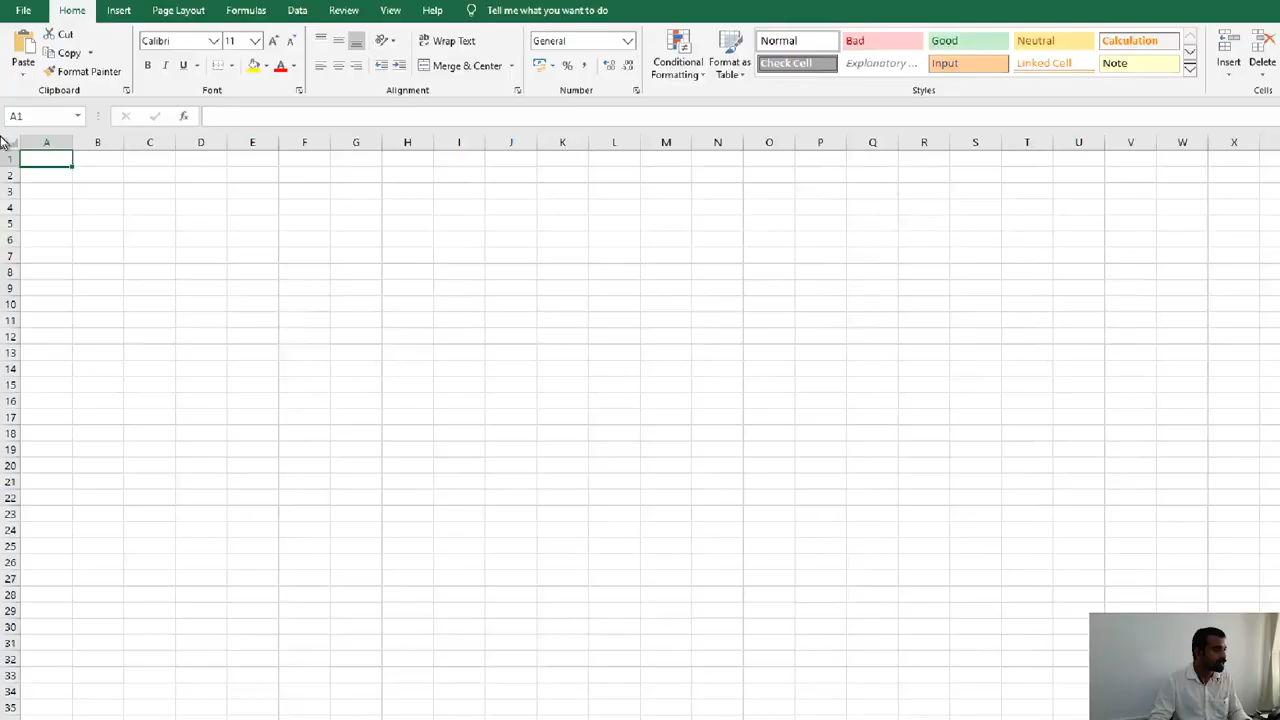 File Home Insert Page Layout Formulas Data Review View Help Tell me what you want to do
Cut
Copy
Format Painter
Paste
Clipboard
Calibri 11
B I U
Font
Wrap Text
Merge & Center
Alignment
General
%
Number
Conditional Formatting
Format as Table
Normal Bad Good Neutral Calculation
Check Cell Explanatory ... Input Linked Cell Note
Styles
Insert Delete
Cells
A1 fx
A B C D E F G H I J K L M N O P Q R S T U V W X
1
2
3
4
5
6
7
8
9
10
11
12
13
14
15
16
17
18
19
20
21
22
23
24
25
26
27
28
29
30
31
32
33
34
35